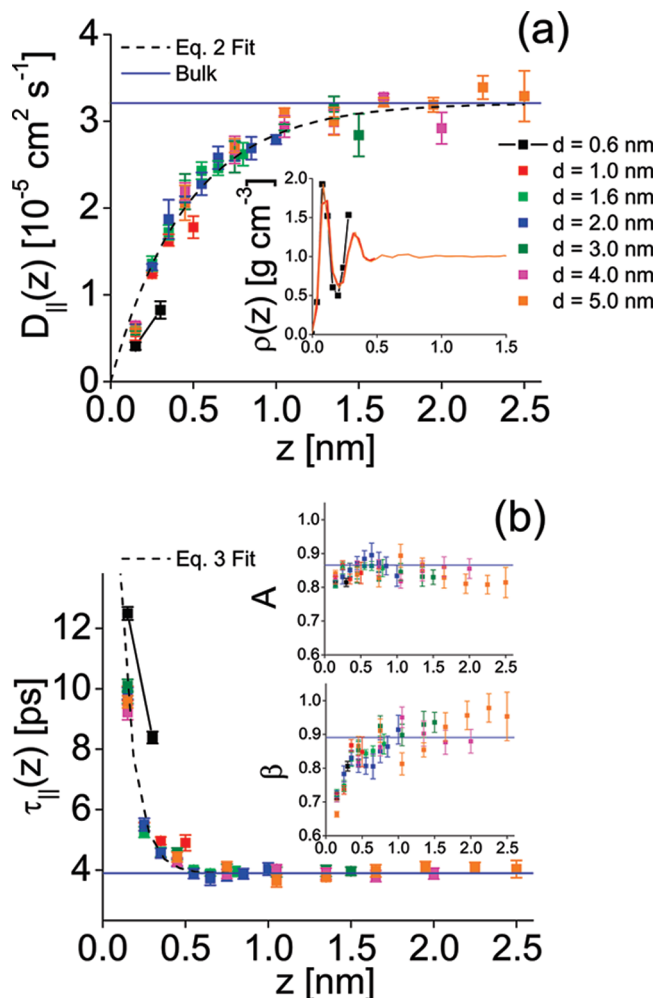 (a)
Eq. 2 Fit
Bulk
D||(z) [10⁻⁵ cm² s⁻¹]
4
3
2
1
0
0.0 0.5 1.0 1.5 2.0 2.5
z [nm]
ρ(z) [g cm⁻³]
2.0
1.5
1.0
0.5
0.0
0.0 0.5 1.0 1.5
d = 0.6 nm
d = 1.0 nm
d = 1.6 nm
d = 2.0 nm
d = 3.0 nm
d = 4.0 nm
d = 5.0 nm
(b)
Eq. 3 Fit
τ||(z) [ps]
12
10
8
6
4
0.0 0.5 1.0 1.5 2.0 2.5
z [nm]
A
1.0
0.9
0.8
0.7
0.6
0.0 0.5 1.0 1.5 2.0 2.5
β
1.0
0.9
0.8
0.7
0.6
0.0 0.5 1.0 1.5 2.0 2.5